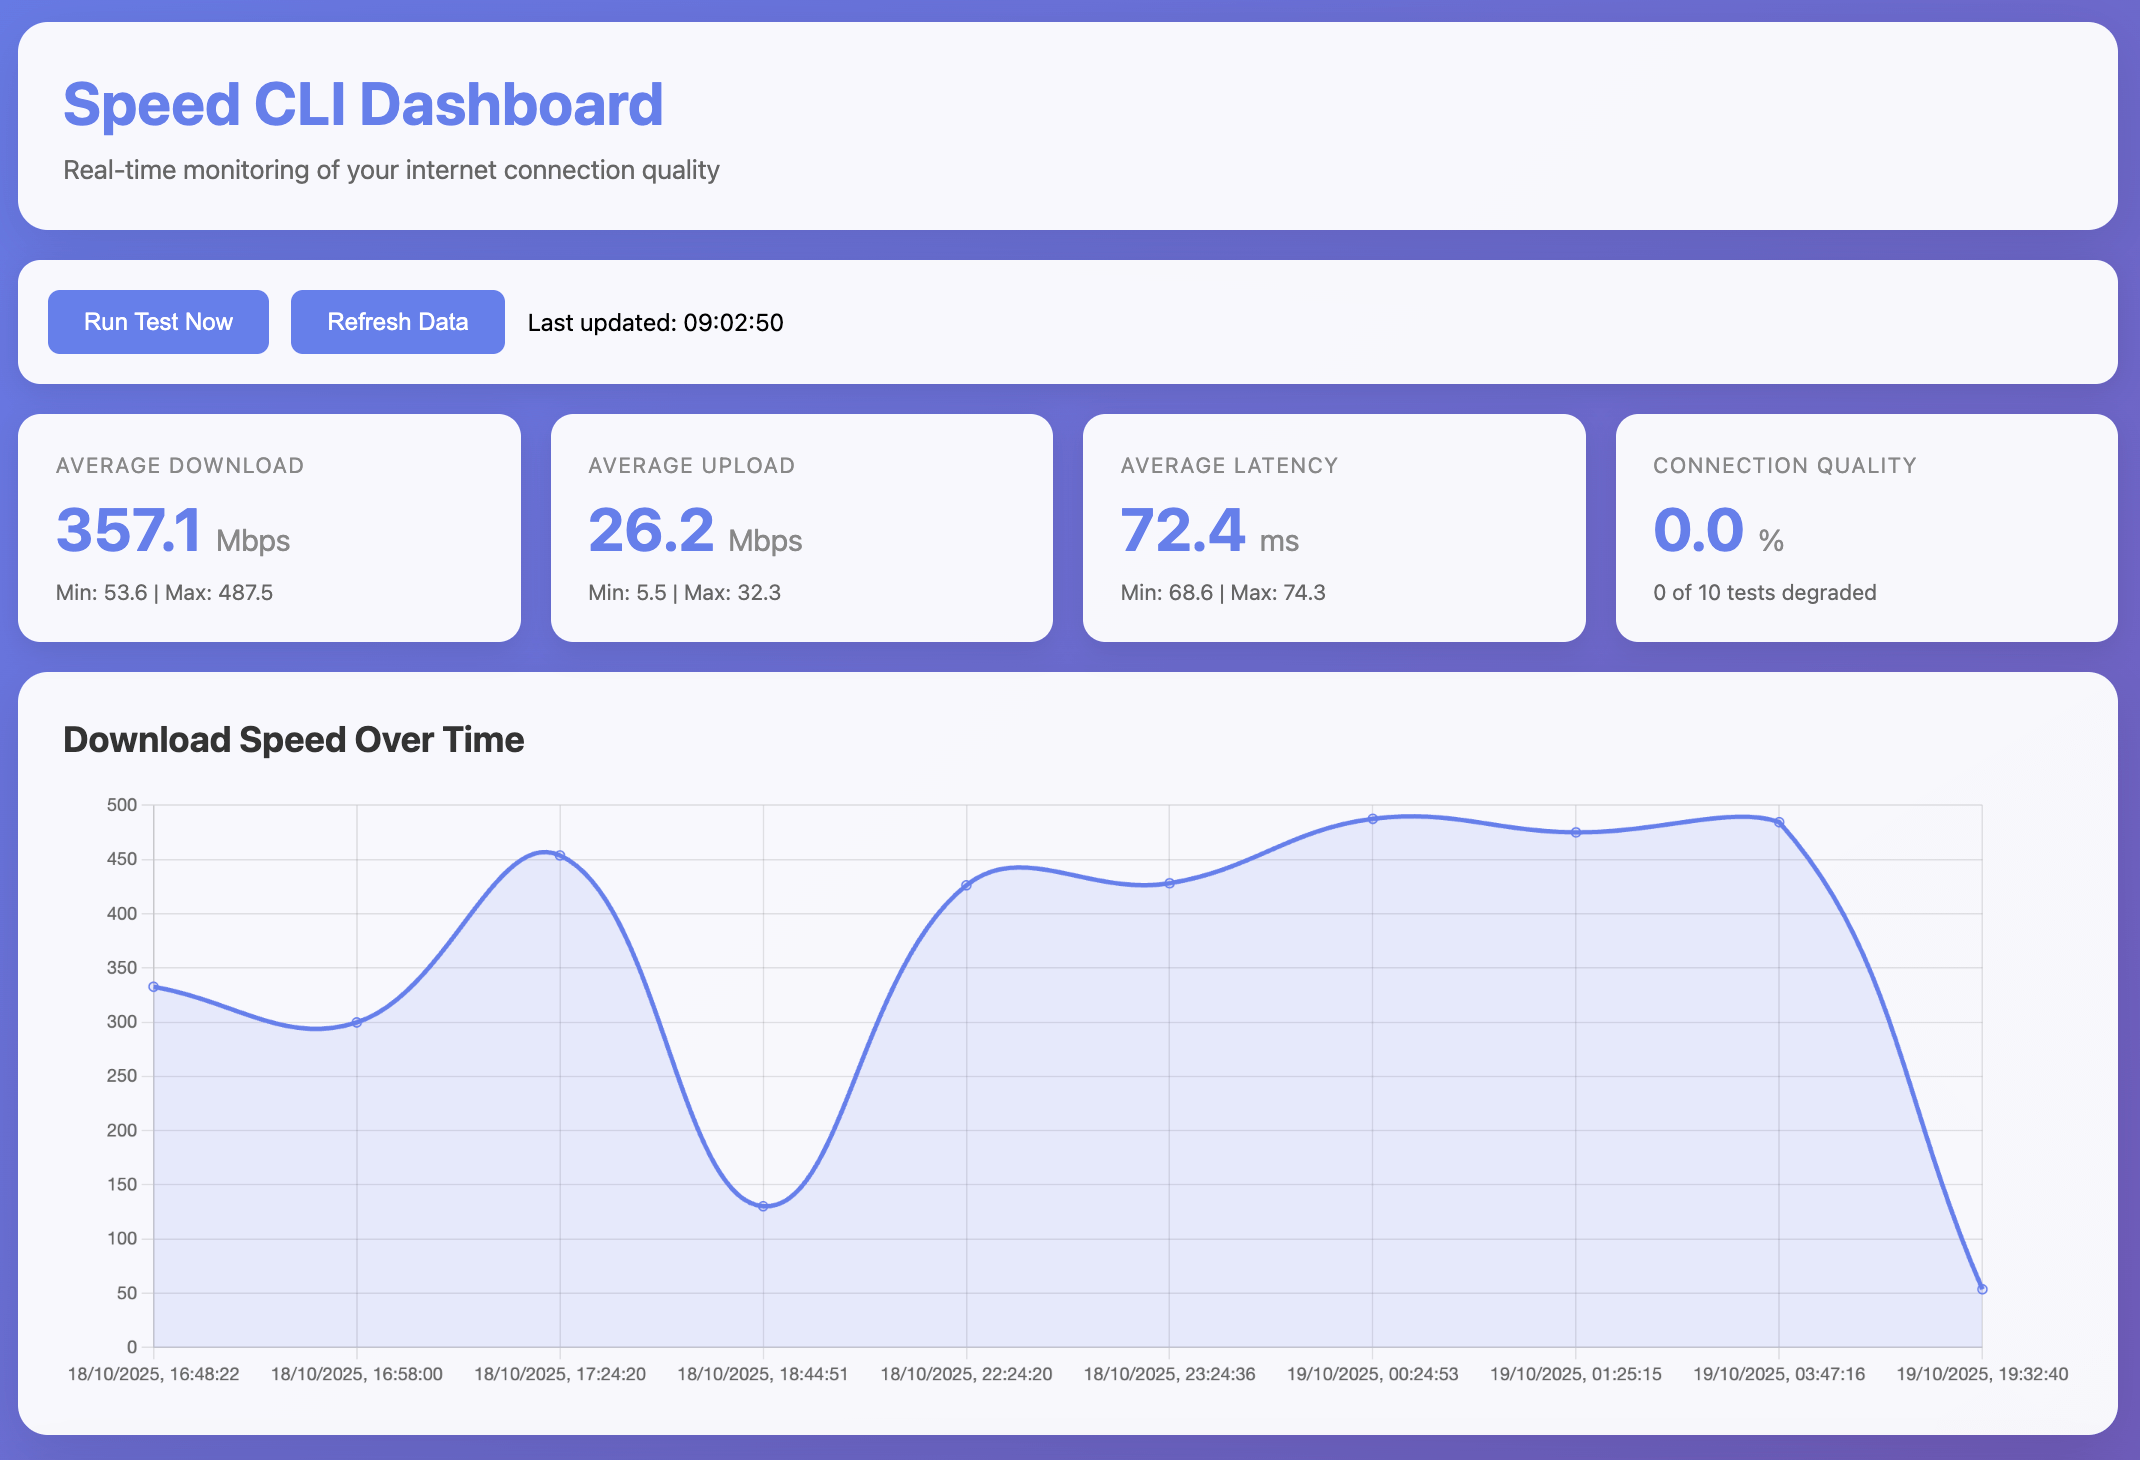 Speed CLI Dashboard
Real-time monitoring of your internet connection quality
Run Test Now
Refresh Data
Last updated: 09:02:50
AVERAGE DOWNLOAD
357.1 Mbps
Min: 53.6 | Max: 487.5
AVERAGE UPLOAD
26.2 Mbps
Min: 5.5 | Max: 32.3
AVERAGE LATENCY
72.4 ms
Min: 68.6 | Max: 74.3
CONNECTION QUALITY
0.0 %
0 of 10 tests degraded
Download Speed Over Time
500
450
400
350
300
250
200
150
100
50
0
18/10/2025, 16:48:22
18/10/2025, 16:58:00
18/10/2025, 17:24:20
18/10/2025, 18:44:51
18/10/2025, 22:24:20
18/10/2025, 23:24:36
19/10/2025, 00:24:53
19/10/2025, 01:25:15
19/10/2025, 03:47:16
19/10/2025, 19:32:40